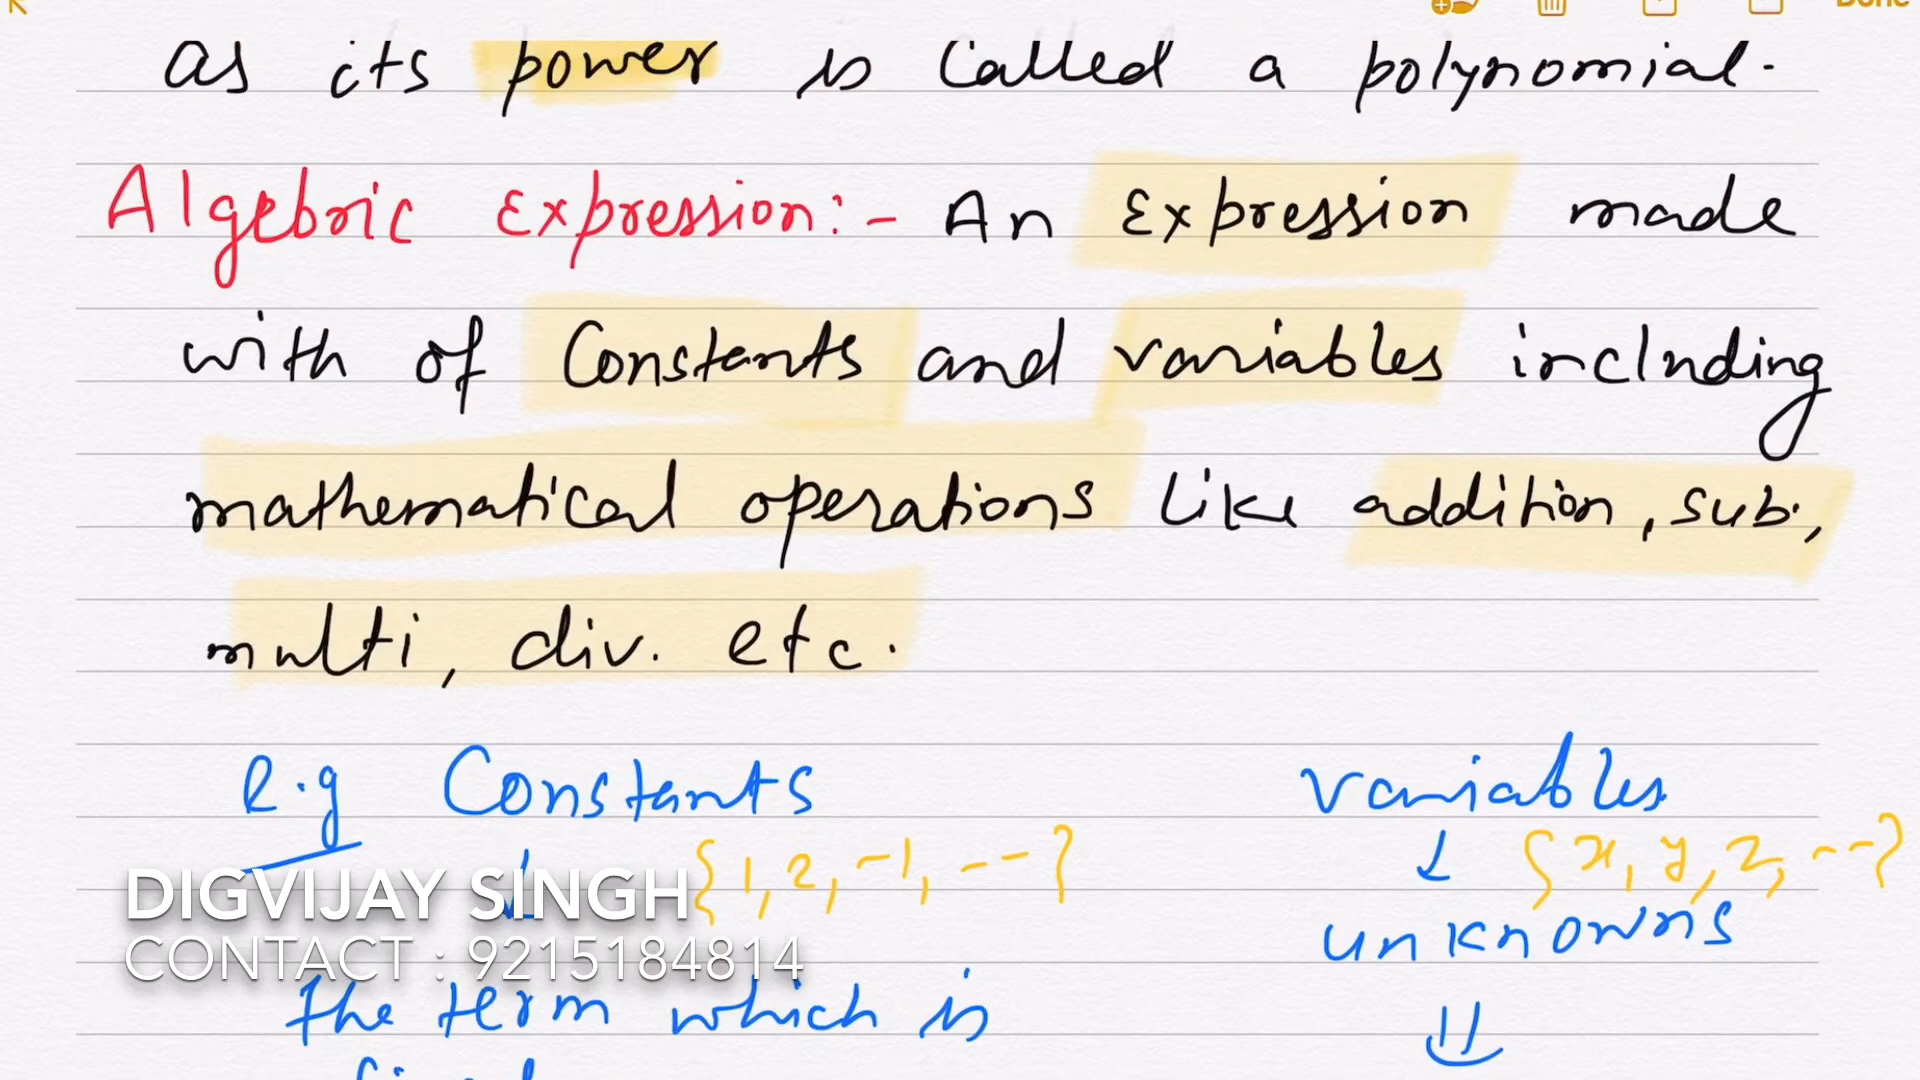 Done
as its power is called a polynomial.
Algebric Expression:- An Expression made
with of Constants and variables including
mathematical operations like addition, sub.,
multi, div. etc.
e.g Constants variables
{1, 2, -1, --} {x, y, z, --}
DIGVIJAY SINGH
unknowns
CONTACT : 9215184814
the term which is